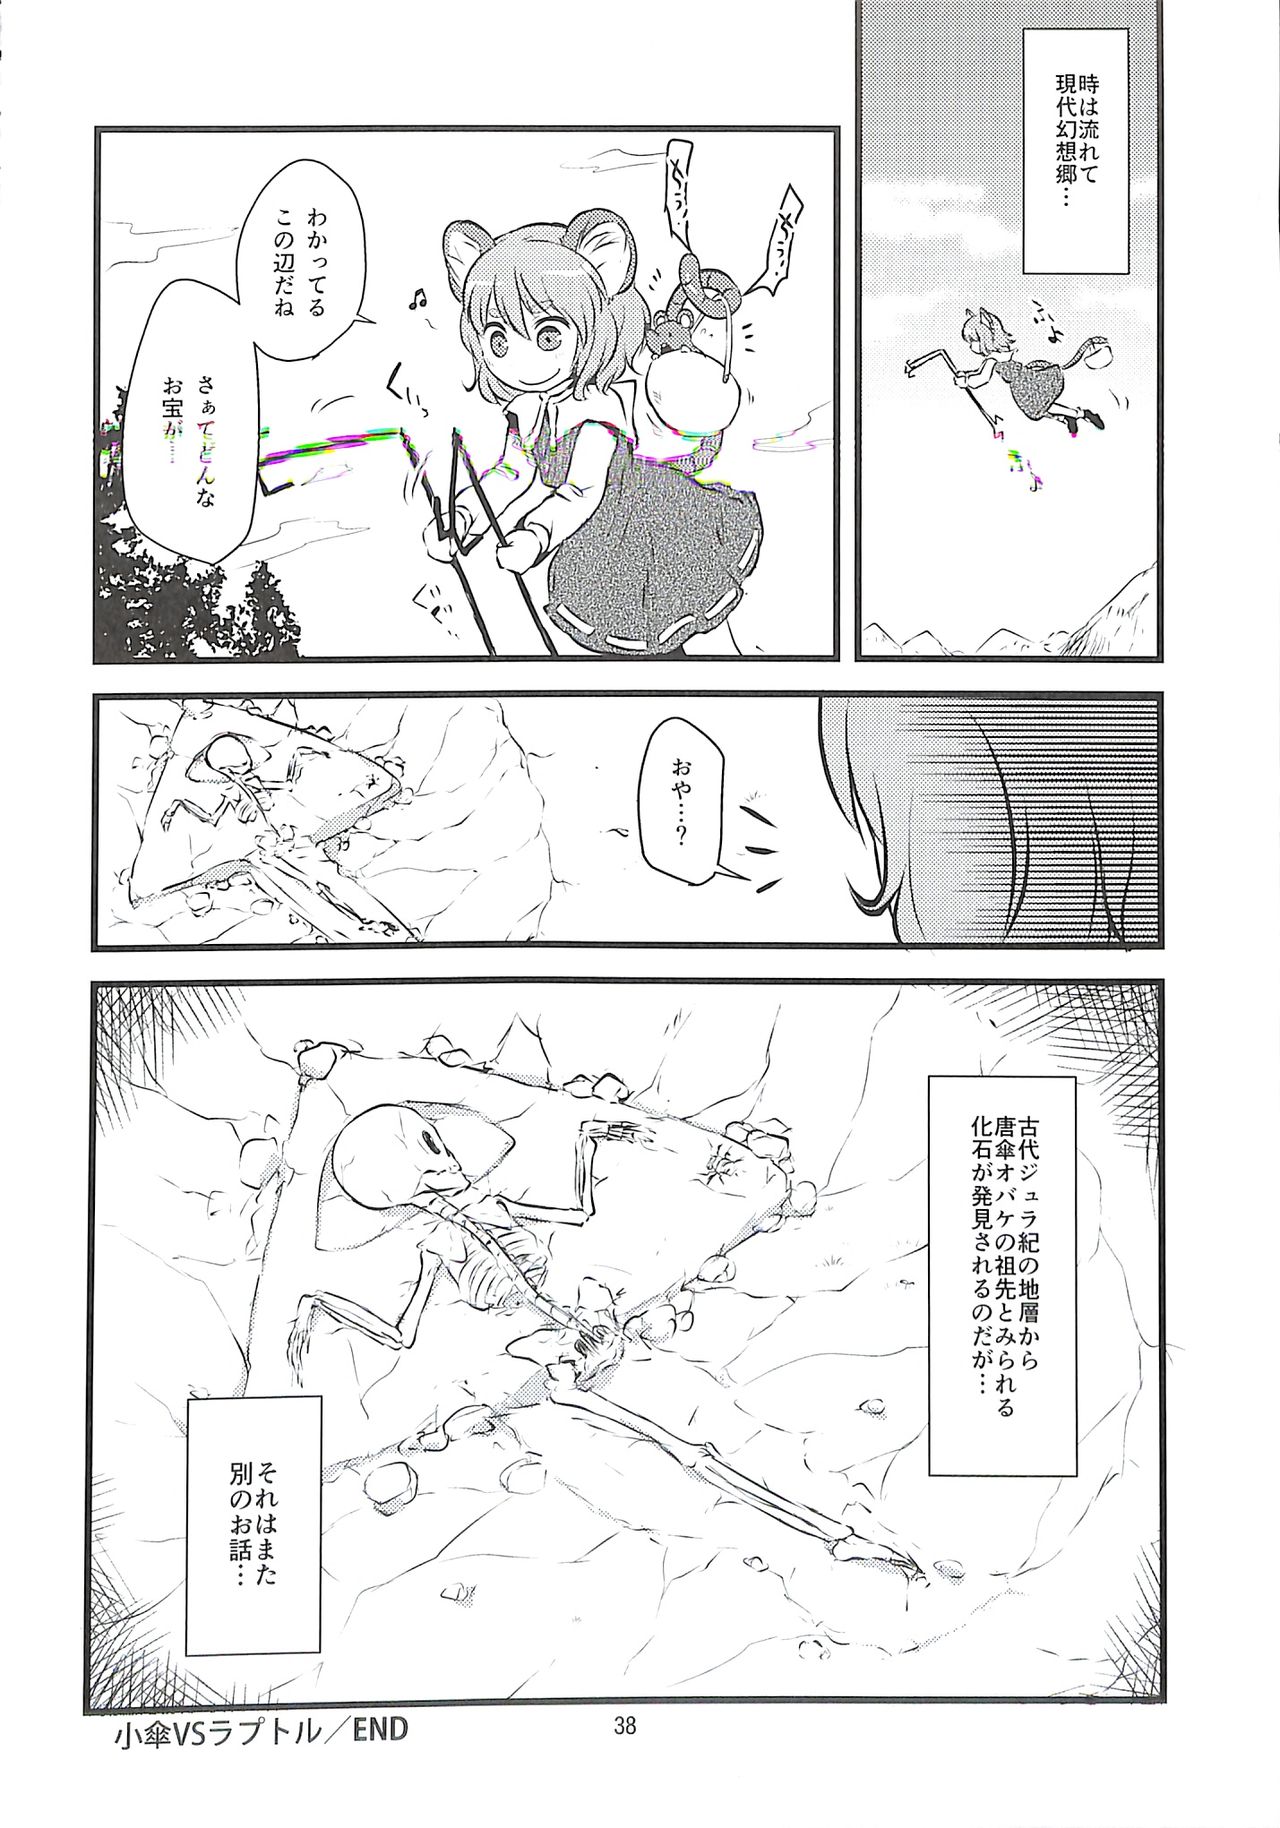 時は流れて
現代幻想郷…
ふよ
わかってる
この辺だね
さぁてどんな
お宝が…
くいっ
おや…?
古代ジュラ紀の地層から
唐傘オバケの祖先とみられる
化石が発見されるのだが…
それはまた
別のお話…
小傘VSラプトル／END
38